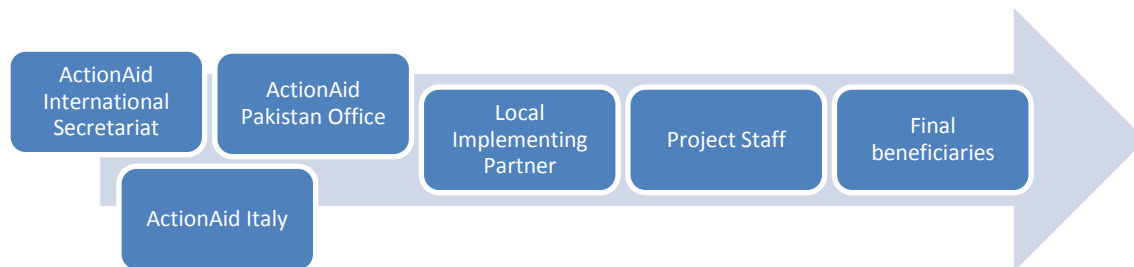 ActionAid
International
Secretariat
ActionAid
Pakistan Office
ActionAid Italy
Local
Implementing
Partner
Project Staff
Final
beneficiaries